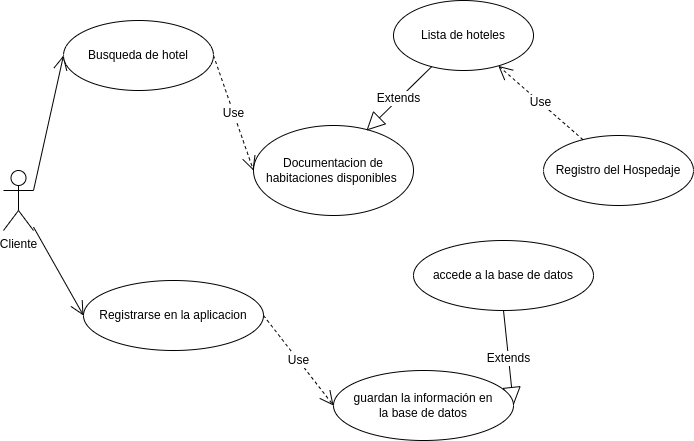 Busqueda de hotel
Lista de hoteles
Extends
Use
Use
Documentacion de
habitaciones disponibles
Registro del Hospedaje
Cliente
accede a la base de datos
Registrarse en la aplicacion
Use
Extends
guardan la información en
la base de datos